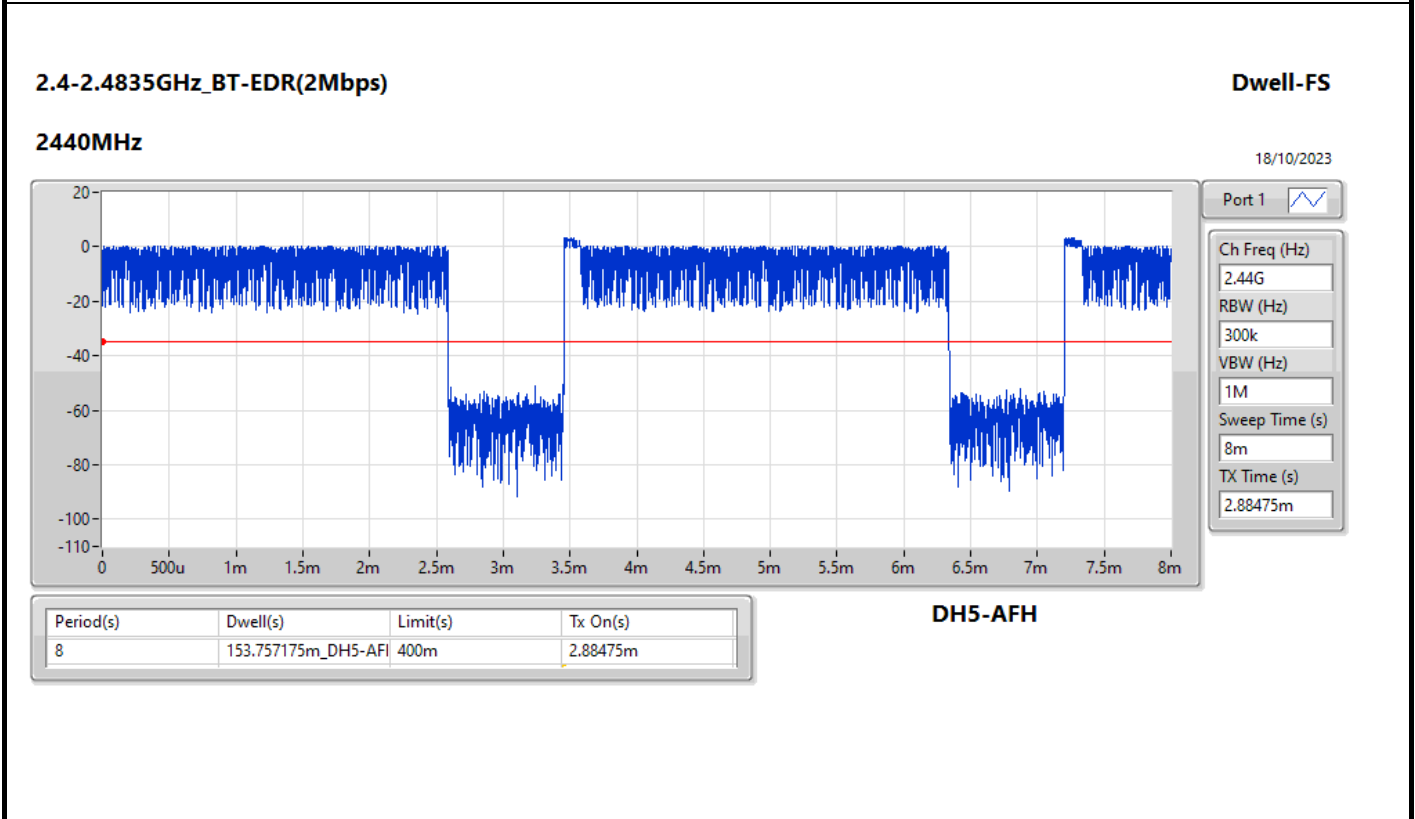 2.4-2.4835GHz_BT-EDR(2Mbps)
Dwell-FS
2440MHz
18/10/2023
20
0
-20
-40
-60
-80
-100
-110
0 500u 1m 1.5m 2m 2.5m 3m 3.5m 4m 4.5m 5m 5.5m 6m 6.5m 7m 7.5m 8m
Port 1
Ch Freq (Hz)
2.44G
RBW (Hz)
300k
VBW (Hz)
1M
Sweep Time (s)
8m
TX Time (s)
2.88475m
Period(s) Dwell(s) Limit(s) Tx On(s)
8 153.757175m_DH5-AFI 400m 2.88475m
DH5-AFH